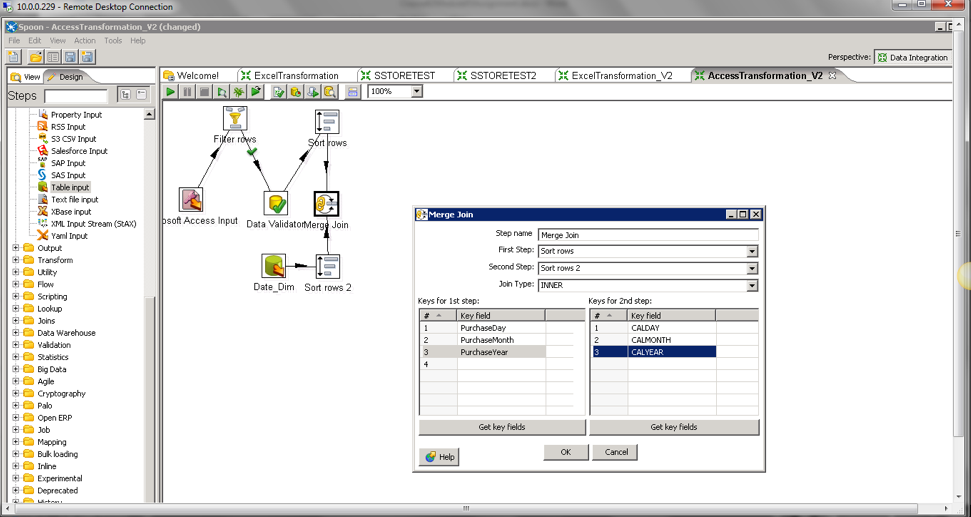 10.0.0.229 - Remote Desktop Connection
Spoon - AccessTransformation_V2 (changed)
File Edit View Action Tools Help
Perspective: Data Integration
View Design
Welcome! ExcelTransformation SSTORETEST SSTORETEST2 ExcelTransformation_V2 AccessTransformation_V2
Steps
100%
Property Input
RSS Input
S3 CSV Input
Salesforce Input
SAP Input
SAS Input
Table input
Text file input
XBase input
XML Input Stream (StAX)
Yaml Input
Output
Transform
Utility
Flow
Scripting
Lookup
Joins
Data Warehouse
Validation
Statistics
Big Data
Agile
Cryptography
Palo
Open ERP
Job
Mapping
Bulk loading
Inline
Experimental
Deprecated
History
Filter rows
Sort rows
osoft Access Input
Data Validator
Merge Join
Date_Dim
Sort rows 2
Merge Join
Step name Merge Join
First Step: Sort rows
Second Step: Sort rows 2
Join Type: INNER
Keys for 1st step:
# Key field
1 PurchaseDay
2 PurchaseMonth
3 PurchaseYear
4
Get key fields
Keys for 2nd step:
# Key field
1 CALDAY
2 CALMONTH
3 CALYEAR
Get key fields
Help
OK
Cancel